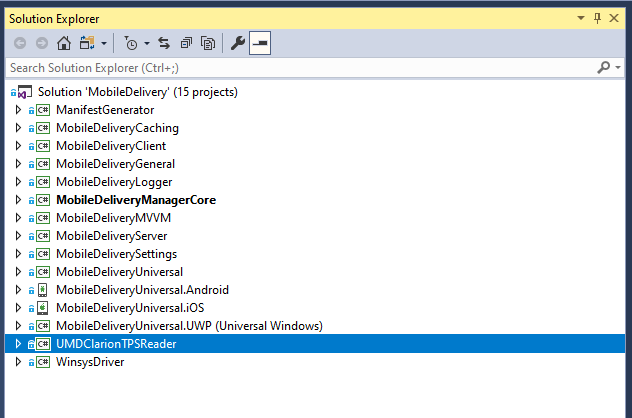 Solution Explorer
Search Solution Explorer (Ctrl+;)
Solution 'MobileDelivery' (15 projects)
C# ManifestGenerator
C# MobileDeliveryCaching
C# MobileDeliveryClient
C# MobileDeliveryGeneral
C# MobileDeliveryLogger
C# MobileDeliveryManagerCore
C# MobileDeliveryMVVM
C# MobileDeliveryServer
C# MobileDeliverySettings
C# MobileDeliveryUniversal
MobileDeliveryUniversal.Android
MobileDeliveryUniversal.iOS
C# MobileDeliveryUniversal.UWP (Universal Windows)
C# UMDClarionTPSReader
C# WinsysDriver